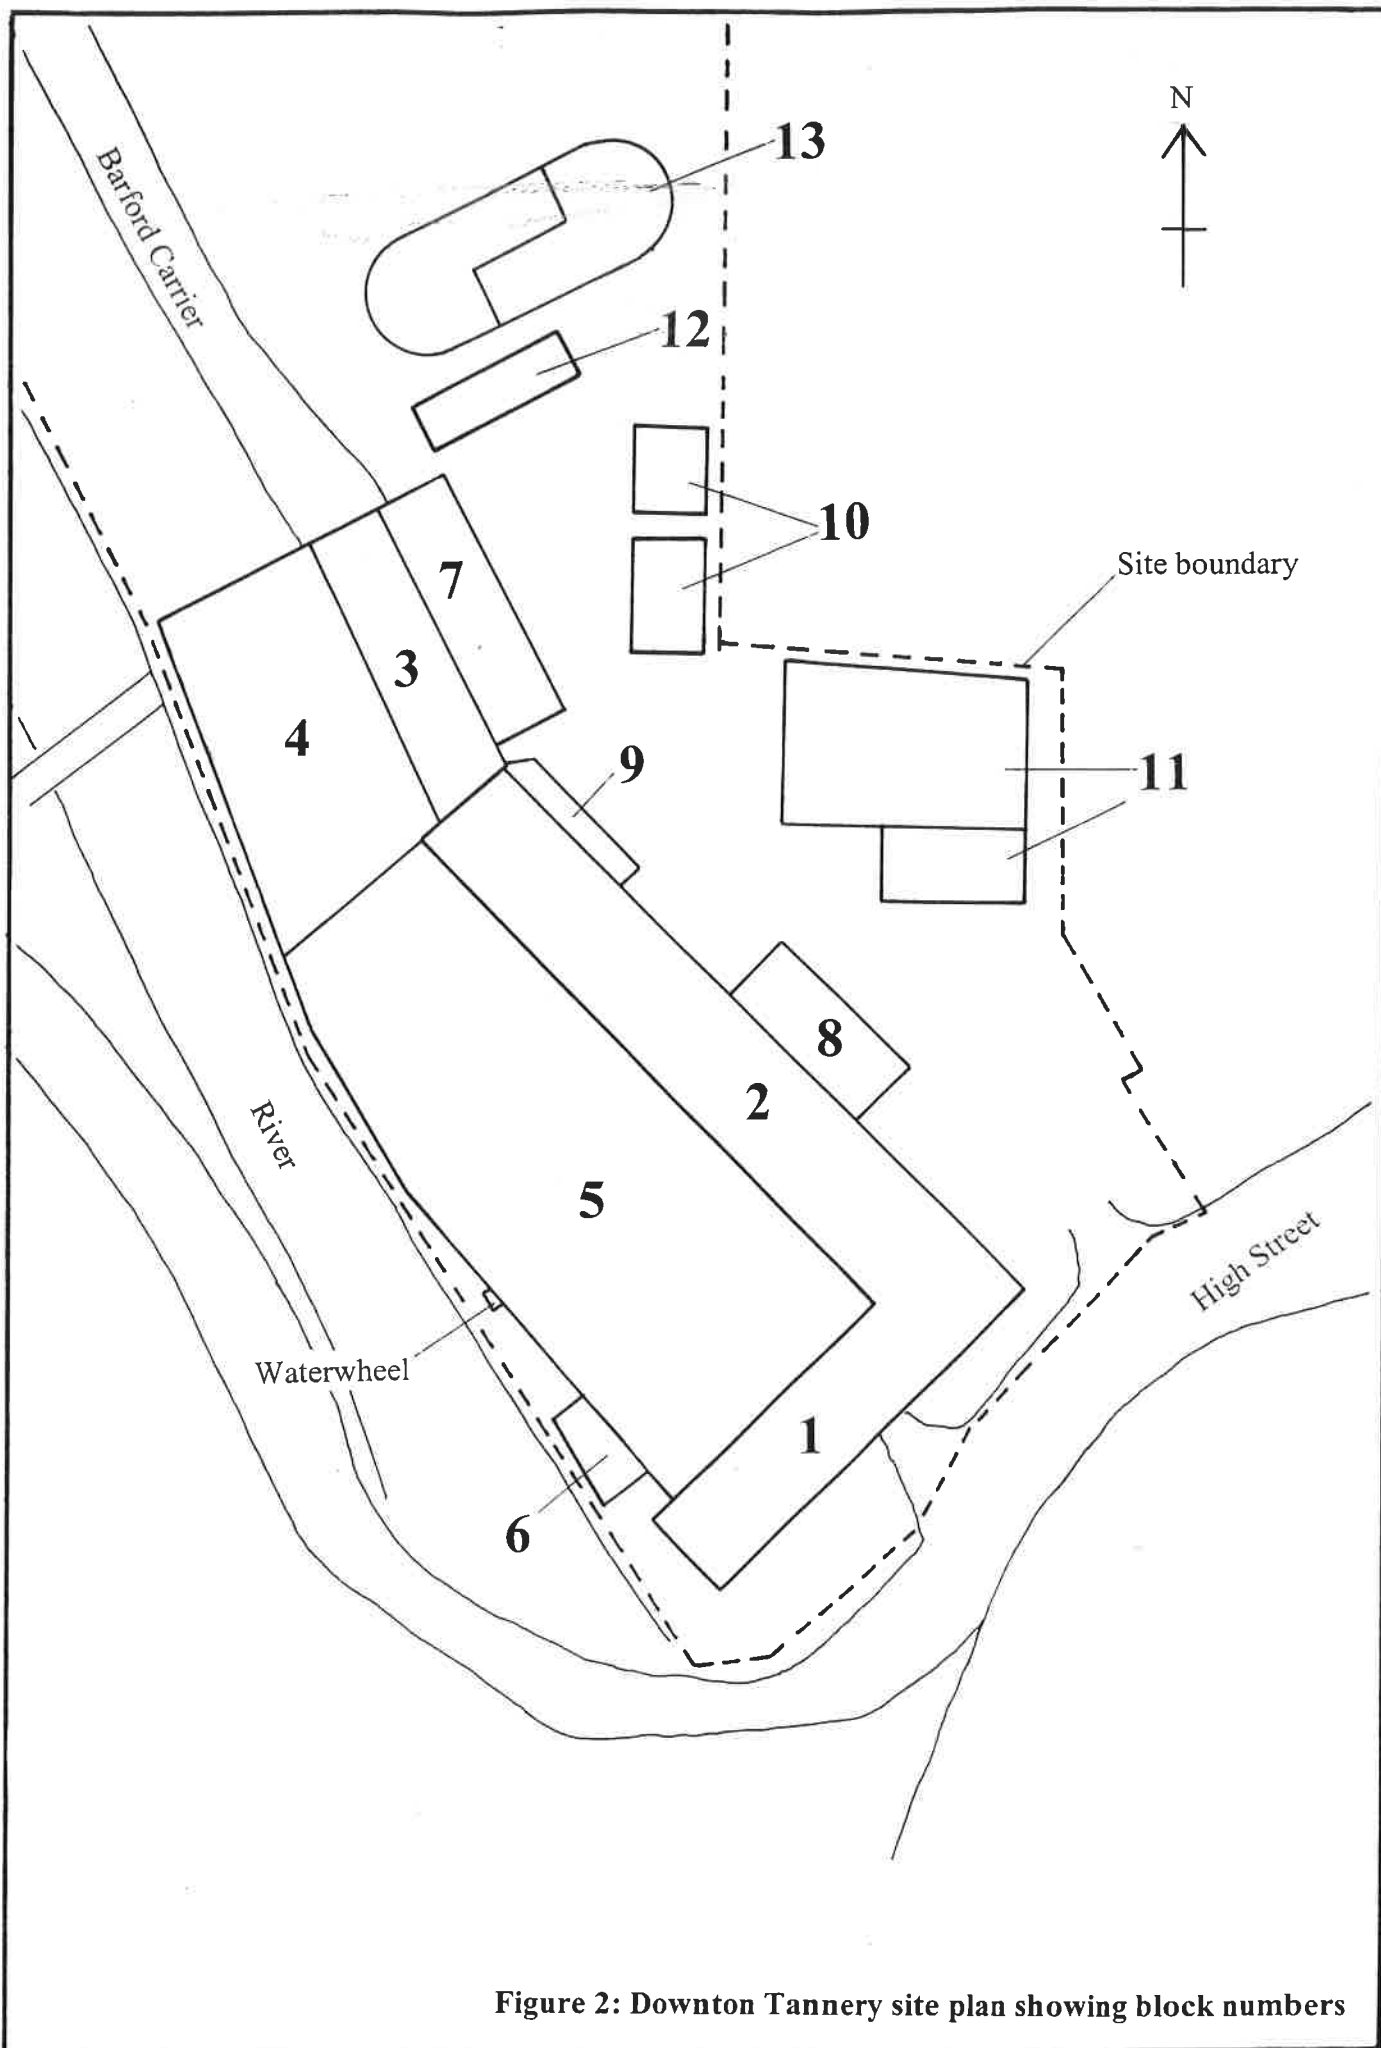 N
13
Barford Carrier
12
10
Site boundary
7
3
4
9
11
8
2
River
5
High Street
Waterwheel
1
6
Figure 2: Downton Tannery site plan showing block numbers